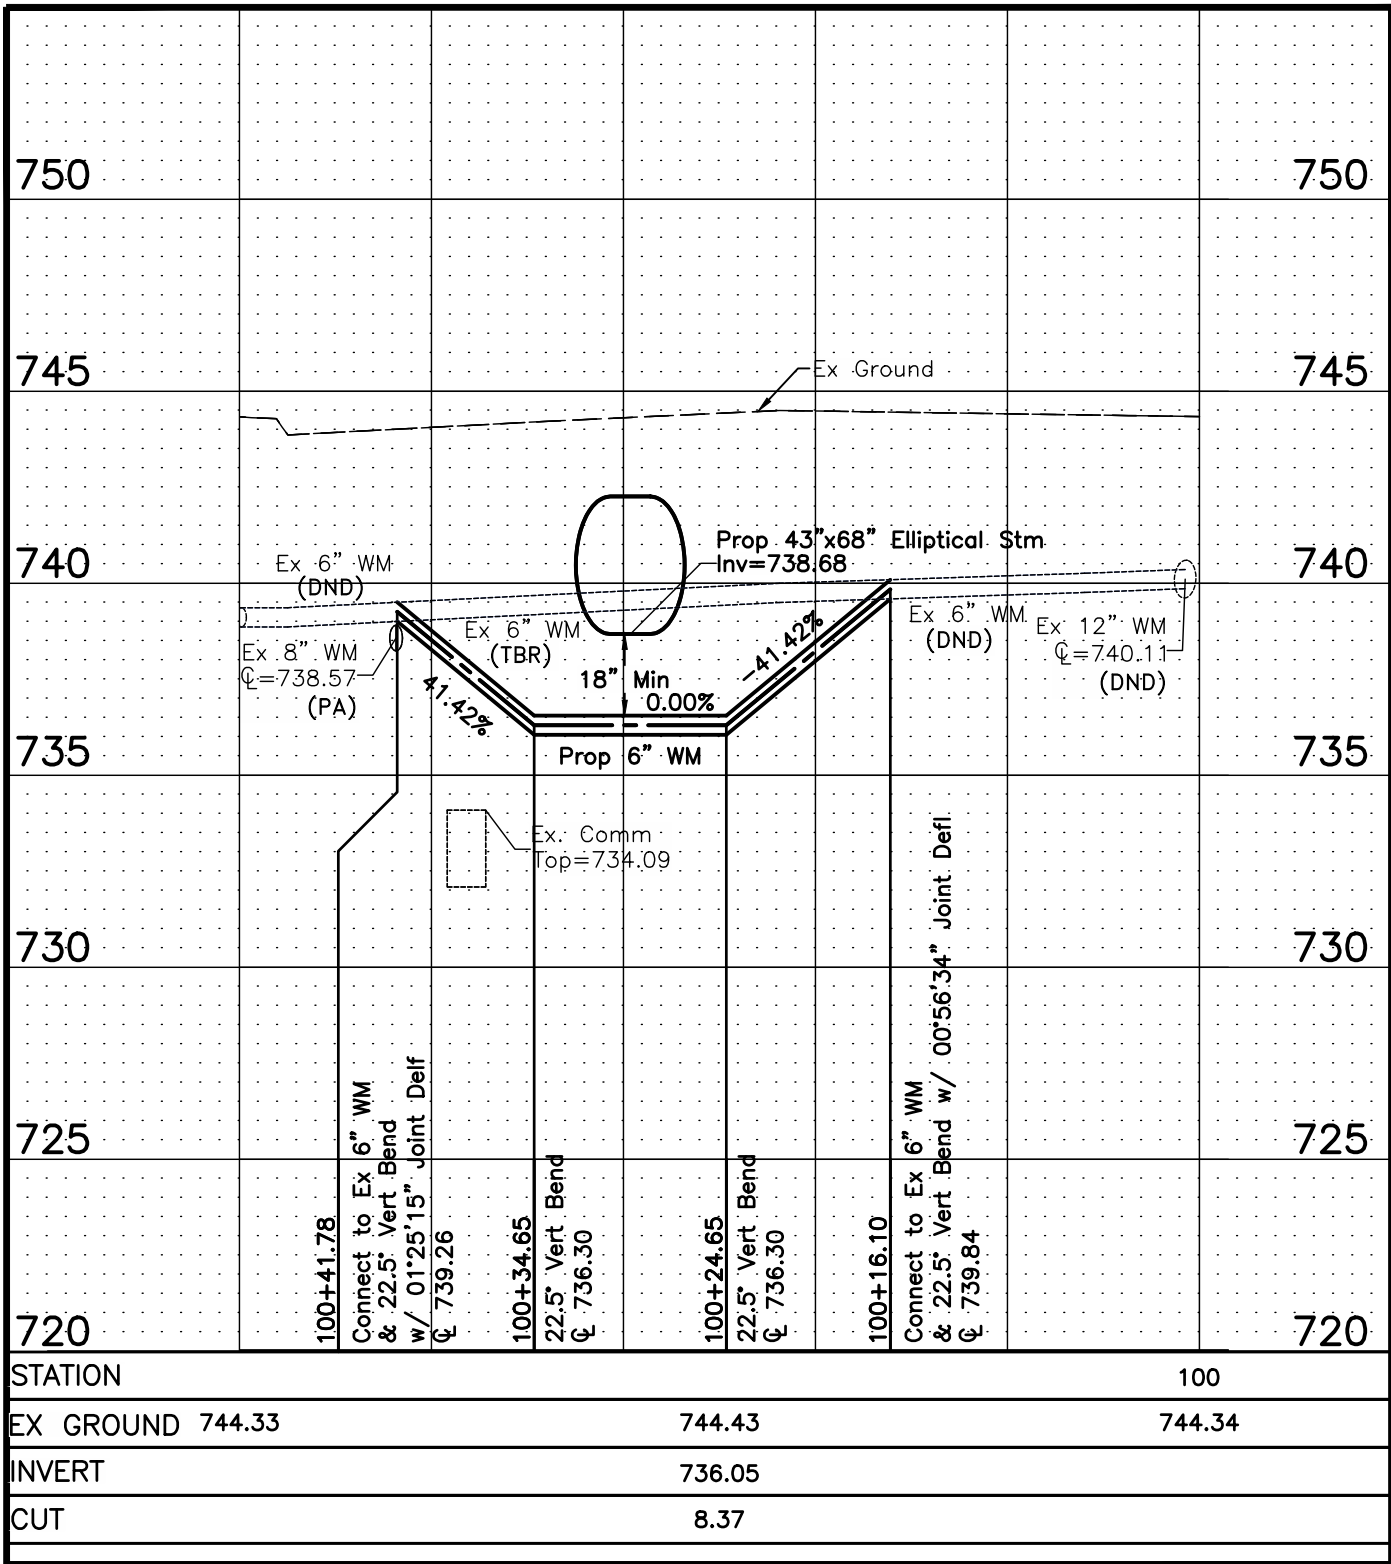 750 750
745 745
Ex Ground
Prop 43"x68" Elliptical Stm
Inv=738.68
740 740
Ex 6" WM
(DND)
Ex 6" WM
(TBR)
Ex 6" WM
(DND)
Ex 12" WM
℄=740.11
(DND)
Ex 8" WM
℄=738.57
(PA)
18" Min
0.00%
41.42%
-41.42%
735 735
Prop 6" WM
Ex. Comm
Top=734.09
730 730
725 725
720 720
100+41.78
Connect to Ex 6" WM
& 22.5° Vert Bend
w/ 01°25'15" Joint Delf
℄ 739.26
100+34.65
22.5° Vert Bend
℄ 736.30
100+24.65
22.5° Vert Bend
℄ 736.30
100+16.10
Connect to Ex 6" WM
& 22.5° Vert Bend w/ 00°56'34" Joint Defl
℄ 739.84
STATION 100
EX GROUND 744.33 744.43 744.34
INVERT 736.05
CUT 8.37